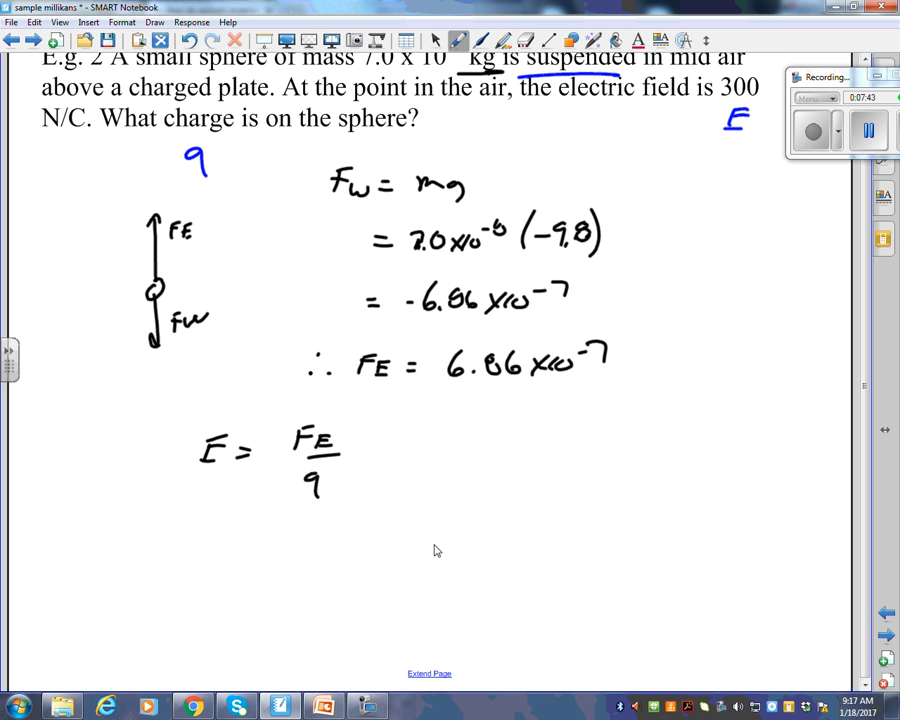 sample millikans * - SMART Notebook
File Edit View Insert Format Draw Response Help
E.g. 2 A small sphere of mass 7.0 x 10 kg is suspended in mid air
above a charged plate. At the point in the air, the electric field is 300
N/C. What charge is on the sphere?
E
q
Recording...
Menu
0:07:43
Fw = mg
FE
= 7.0 x10^-8 (-9.8)
= -6.86 x10^-7
Fw
∴ FE = 6.86 x10^-7
E = FE
q
Extend Page
9:17 AM
1/18/2017